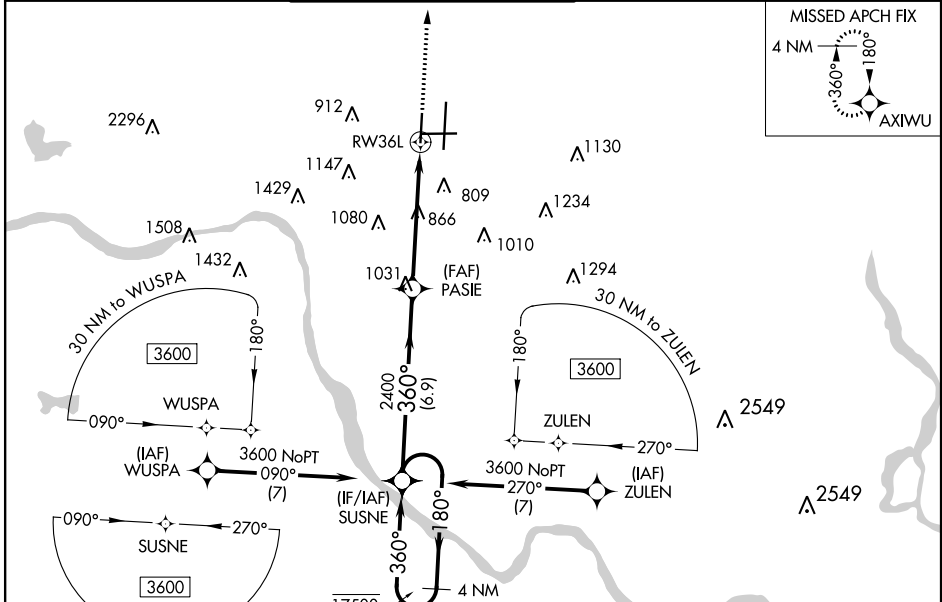 MISSED APCH FIX
4 NM
180°
360°
AXIWU
2296
912
RW36L
1130
1147
1429
809
1234
1080
866
1508
1010
1432
1031
(FAF)
PASIE
1294
30 NM to WUSPA
180°
3600
WUSPA
090°
30 NM to ZULEN
180°
3600
ZULEN
270°
2400
360°
(6.9)
2549
(IAF)
WUSPA
3600 NoPT
090°
(7)
(IF/IAF)
SUSNE
3600 NoPT
270°
(7)
(IAF)
ZULEN
2549
090°
270°
SUSNE
3600
360°
180°
4 NM